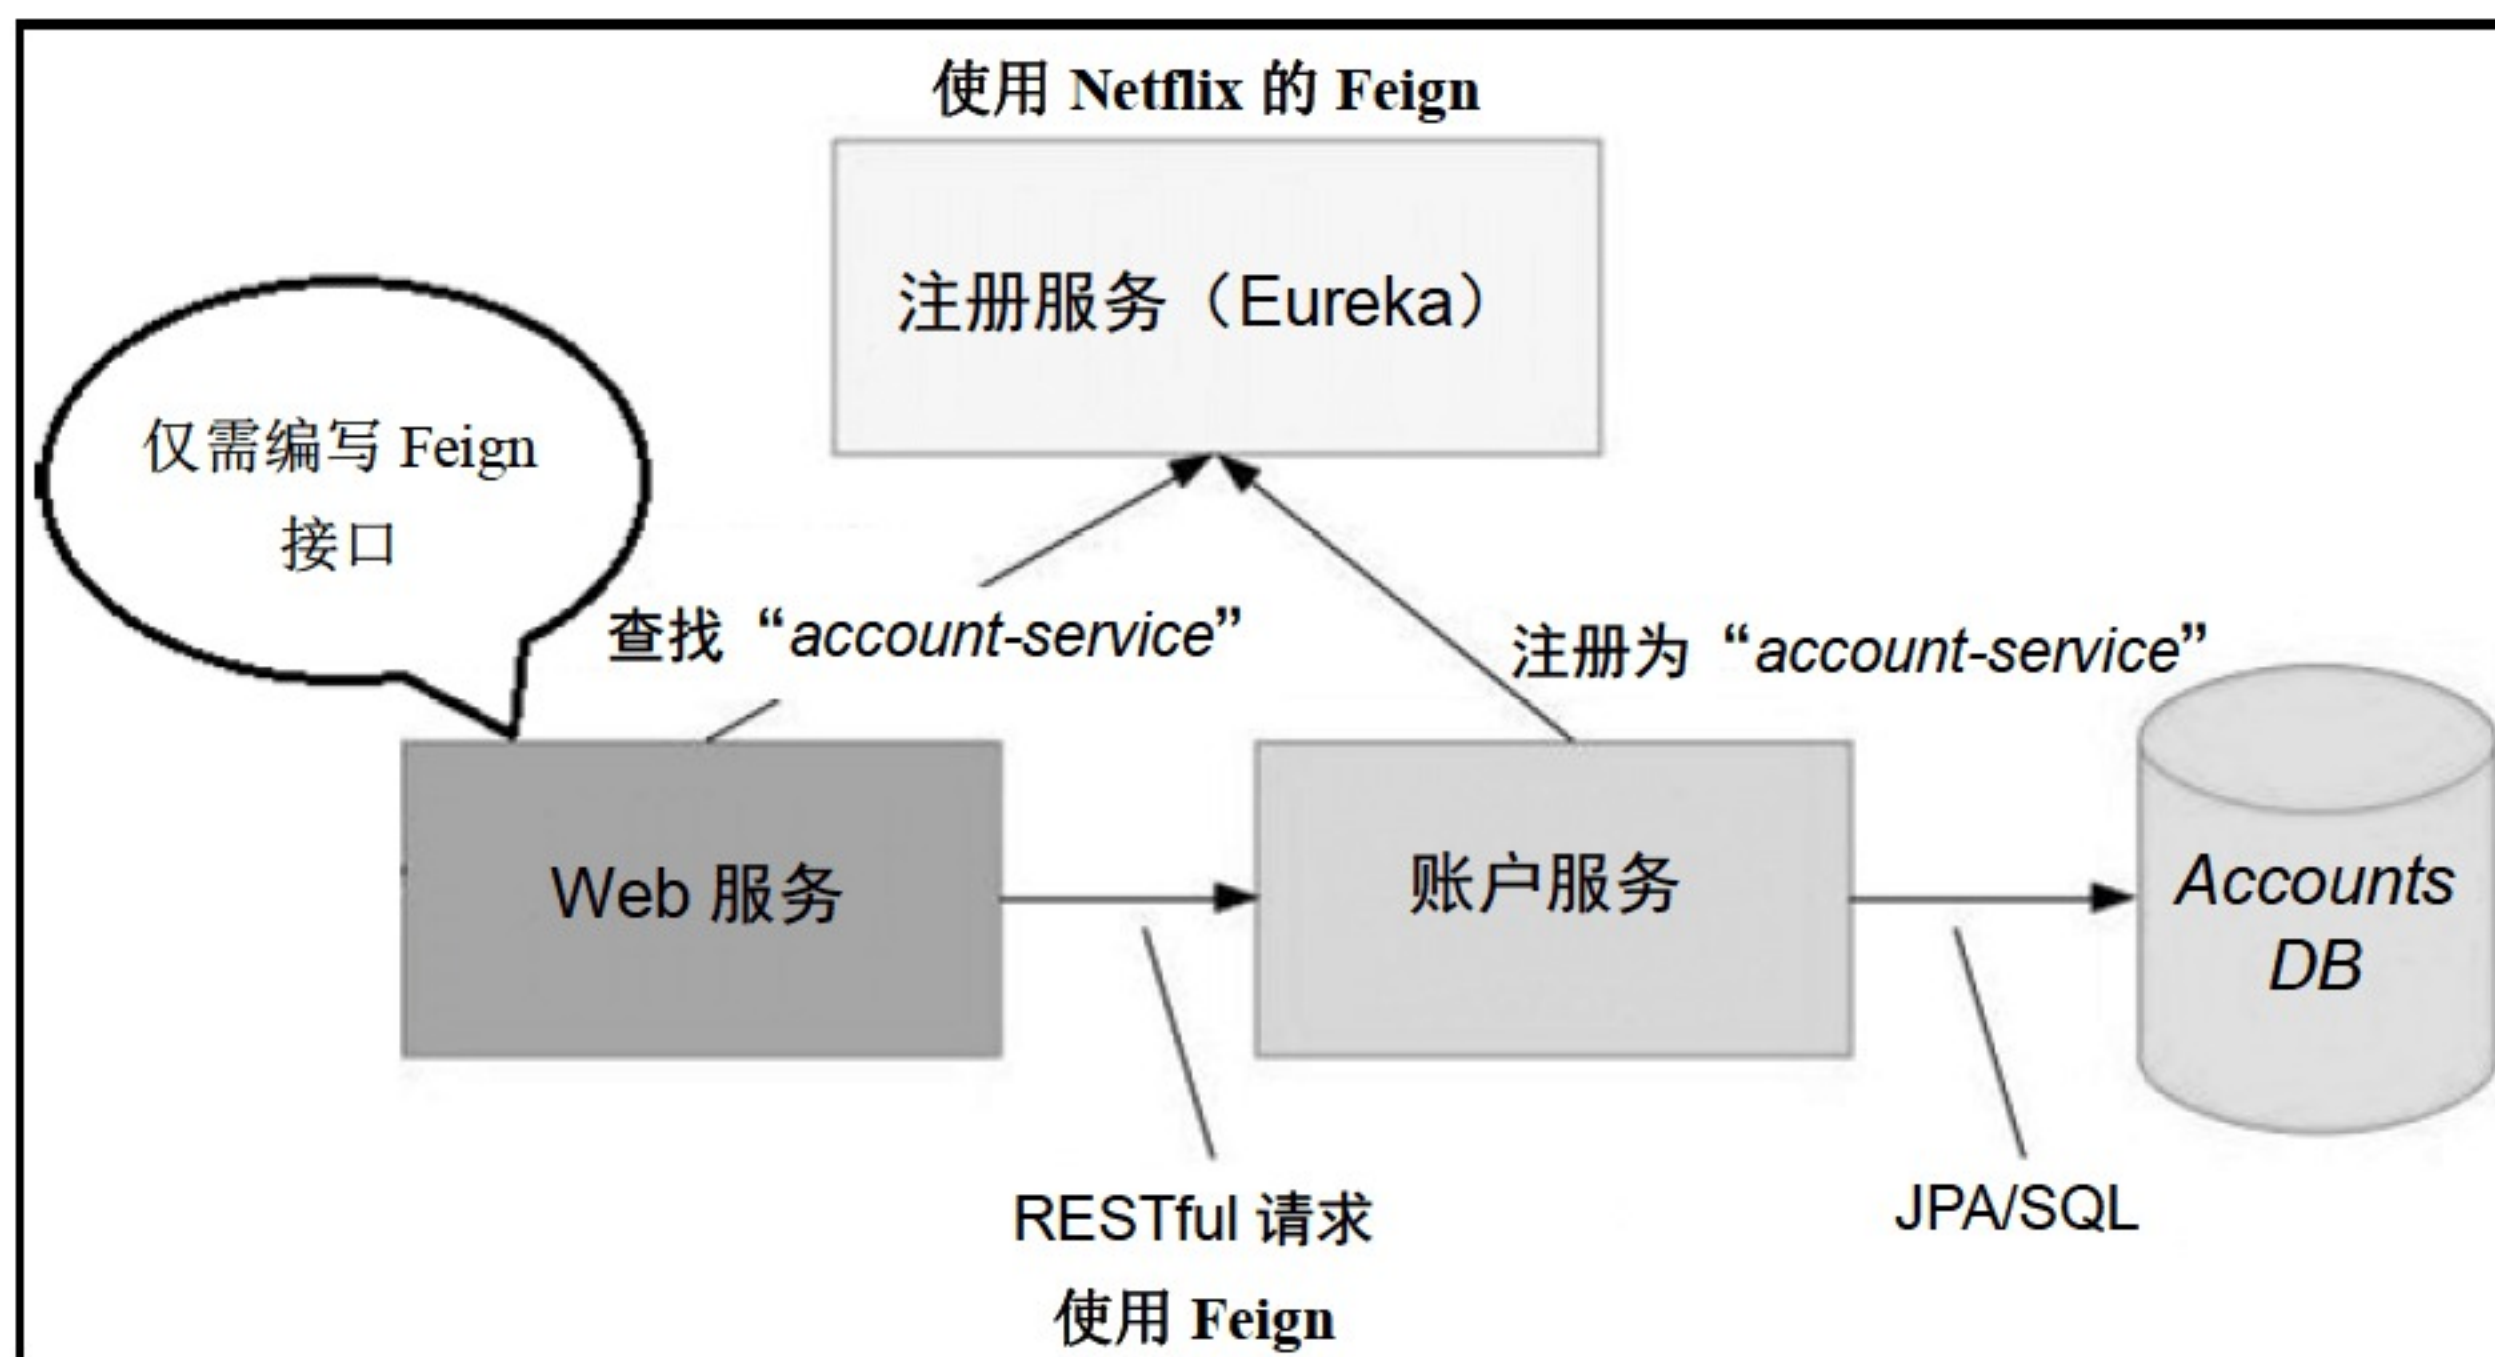 使用 Netflix 的 Feign
注册服务（Eureka）
仅需编写 Feign
接口
查找“account-service”
注册为“account-service”
Web 服务
账户服务
Accounts
DB
RESTful 请求
使用 Feign
JPA/SQL